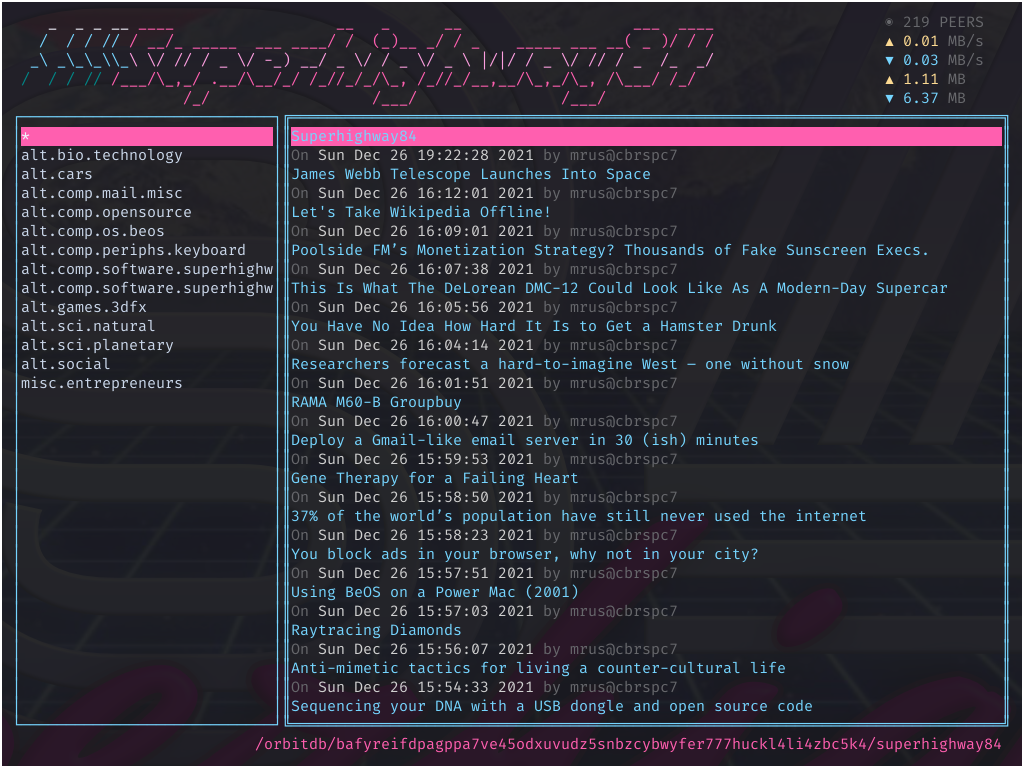 ◉ 219 PEERS
▲ 0.01 MB/s
▼ 0.03 MB/s
▲ 1.11 MB
▼ 6.37 MB
*
alt.bio.technology
alt.cars
alt.comp.mail.misc
alt.comp.opensource
alt.comp.os.beos
alt.comp.periphs.keyboard
alt.comp.software.superhighw
alt.comp.software.superhighw
alt.games.3dfx
alt.sci.natural
alt.sci.planetary
alt.social
misc.entrepreneurs
Superhighway84
On Sun Dec 26 19:22:28 2021 by mrus@cbrspc7
James Webb Telescope Launches Into Space
On Sun Dec 26 16:12:01 2021 by mrus@cbrspc7
Let's Take Wikipedia Offline!
On Sun Dec 26 16:09:01 2021 by mrus@cbrspc7
Poolside FM’s Monetization Strategy? Thousands of Fake Sunscreen Execs.
On Sun Dec 26 16:07:38 2021 by mrus@cbrspc7
This Is What The DeLorean DMC-12 Could Look Like As A Modern-Day Supercar
On Sun Dec 26 16:05:56 2021 by mrus@cbrspc7
You Have No Idea How Hard It Is to Get a Hamster Drunk
On Sun Dec 26 16:04:14 2021 by mrus@cbrspc7
Researchers forecast a hard-to-imagine West – one without snow
On Sun Dec 26 16:01:51 2021 by mrus@cbrspc7
RAMA M60-B Groupbuy
On Sun Dec 26 16:00:47 2021 by mrus@cbrspc7
Deploy a Gmail-like email server in 30 (ish) minutes
On Sun Dec 26 15:59:53 2021 by mrus@cbrspc7
Gene Therapy for a Failing Heart
On Sun Dec 26 15:58:50 2021 by mrus@cbrspc7
37% of the world’s population have still never used the internet
On Sun Dec 26 15:58:23 2021 by mrus@cbrspc7
You block ads in your browser, why not in your city?
On Sun Dec 26 15:57:51 2021 by mrus@cbrspc7
Using BeOS on a Power Mac (2001)
On Sun Dec 26 15:57:03 2021 by mrus@cbrspc7
Raytracing Diamonds
On Sun Dec 26 15:56:07 2021 by mrus@cbrspc7
Anti-mimetic tactics for living a counter-cultural life
On Sun Dec 26 15:54:33 2021 by mrus@cbrspc7
Sequencing your DNA with a USB dongle and open source code
/orbitdb/bafyreifdpagppa7ve45odxuvudz5snbzcybwyfer777huckl4li4zbc5k4/superhighway84